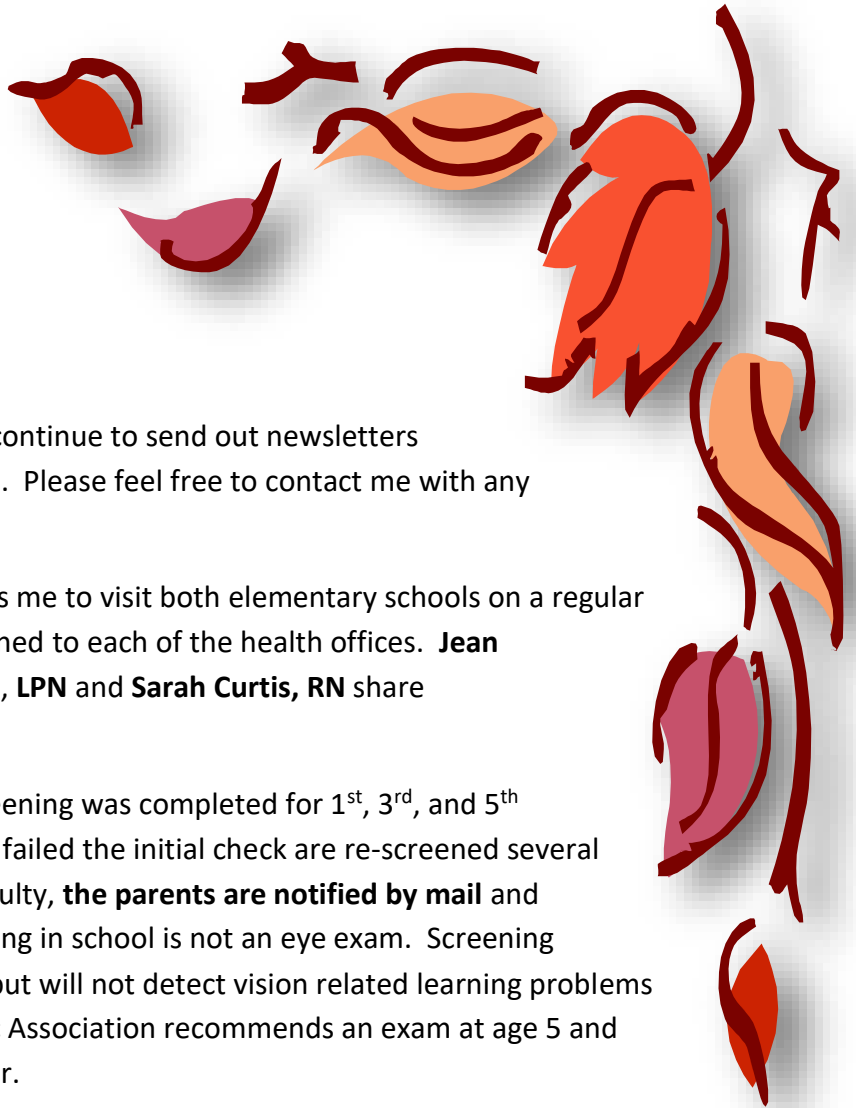 continue to send out newsletters
. Please feel free to contact me with any
s me to visit both elementary schools on a regular
ned to each of the health offices. Jean
, LPN and Sarah Curtis, RN share
ening was completed for 1st, 3rd, and 5th
failed the initial check are re-screened several
ulty, the parents are notified by mail and
ng in school is not an eye exam. Screening
but will not detect vision related learning problems
Association recommends an exam at age 5 and
r.